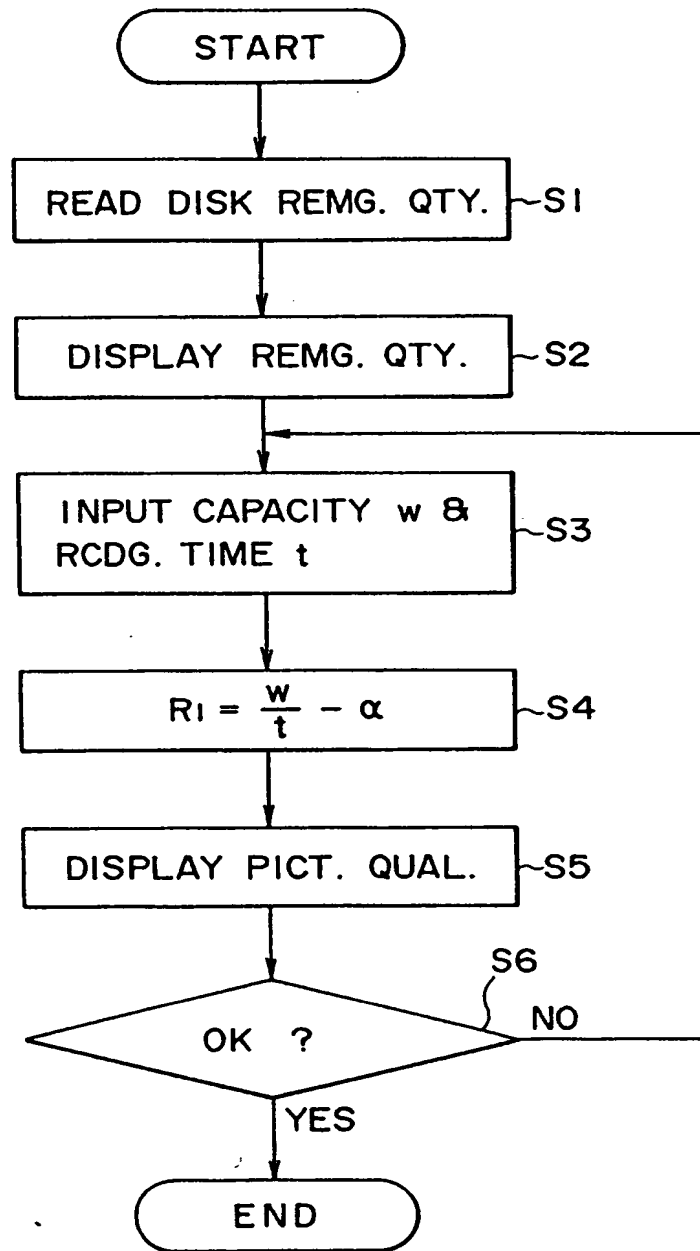 START
READ DISK REMG. QTY.
S1
DISPLAY REMG. QTY.
S2
INPUT CAPACITY w &
RCDG. TIME t
S3
R1 = w/t - α
S4
DISPLAY PICT. QUAL.
S5
S6
OK ?
NO
YES
END